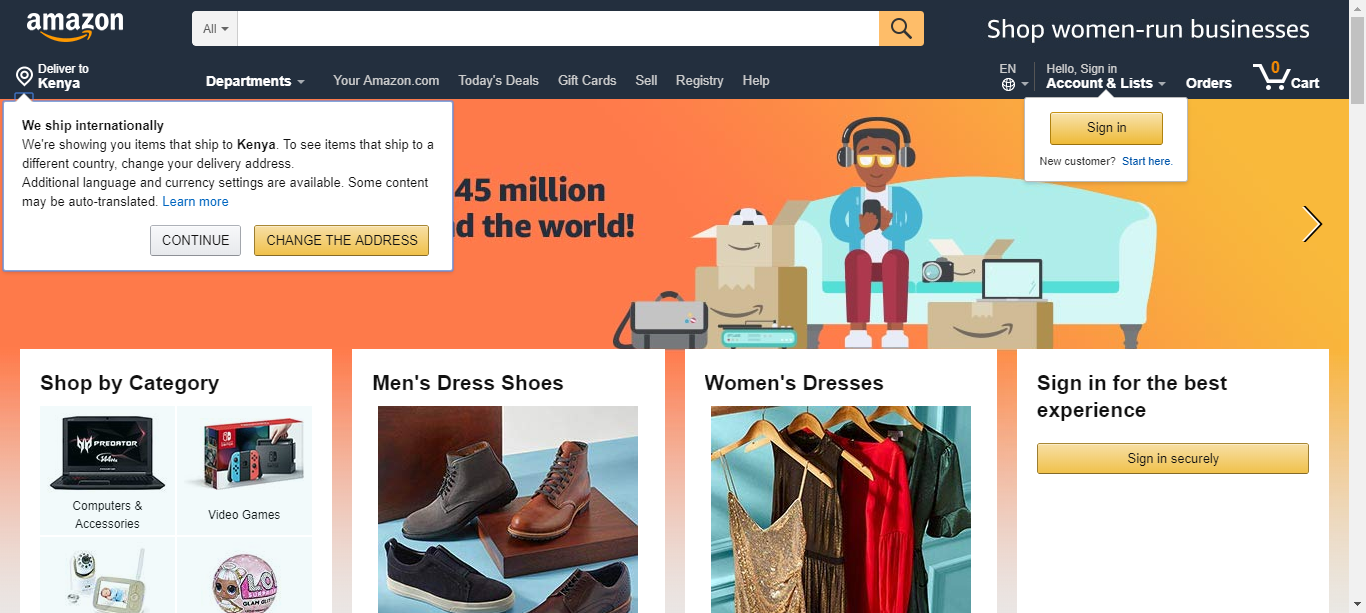 amazon
All
Shop women-run businesses
Deliver to
Kenya
Departments
Your Amazon.com
Today's Deals
Gift Cards
Sell
Registry
Help
EN
Hello, Sign in
Account & Lists
Orders
0
Cart
We ship internationally
We're showing you items that ship to Kenya. To see items that ship to a
different country, change your delivery address.
Additional language and currency settings are available. Some content
may be auto-translated. Learn more
CONTINUE
CHANGE THE ADDRESS
Sign in
New customer? Start here.
45 million
d the world!
Shop by Category
PREDATOR
Computers &
Accessories
Video Games
L.O.L.
SURPRISE!
Men's Dress Shoes
Women's Dresses
Sign in for the best
experience
Sign in securely